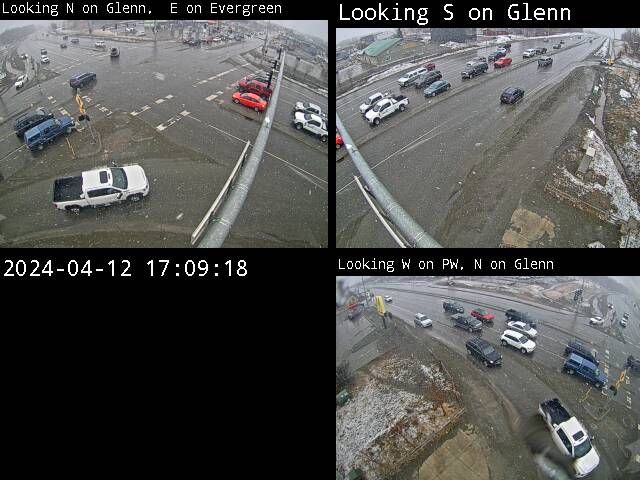 Looking N on Glenn,  E on Evergreen
Looking S on Glenn
2024-04-12 17:09:18
Looking W on PW, N on Glenn